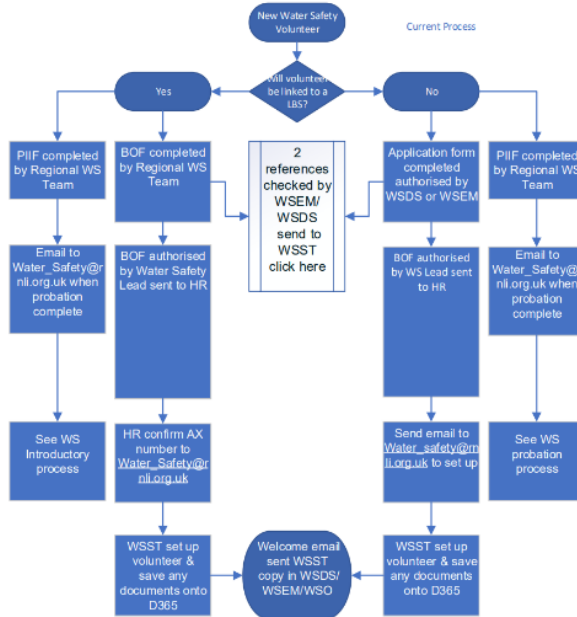 New Water Safety
Volunteer
Current Process
Will volunteer
be linked to a
LBS?
Yes
No
PIIF completed
by Regional WS
Team
BOF completed
by Regional WS
Team
2
references
checked by
WSEM/
WSDS
send to
WSST
click here
Application form
completed
authorised by
WSDS or WSEM
PIIF completed
by Regional WS
Team
Email to
Water_Safety@r
nli.org.uk when
probation
complete
BOF authorised
by Water Safety
Lead sent to HR
BOF authorised
by WS Lead sent
to HR
Email to
Water_Safety@r
nli.org.uk when
probation
complete
See WS
Introductory
process
HR confirm AX
number to
Water_Safety@r
nli.org.uk
Send email to
Water_safety@rn
li.org.uk to set up
See WS
probation
process
WSST set up
volunteer &
save any
documents onto
D365
Welcome email
sent WSST
copy in WSDS/
WSEM/WSO
WSST set up
volunteer & save
any documents
onto D365